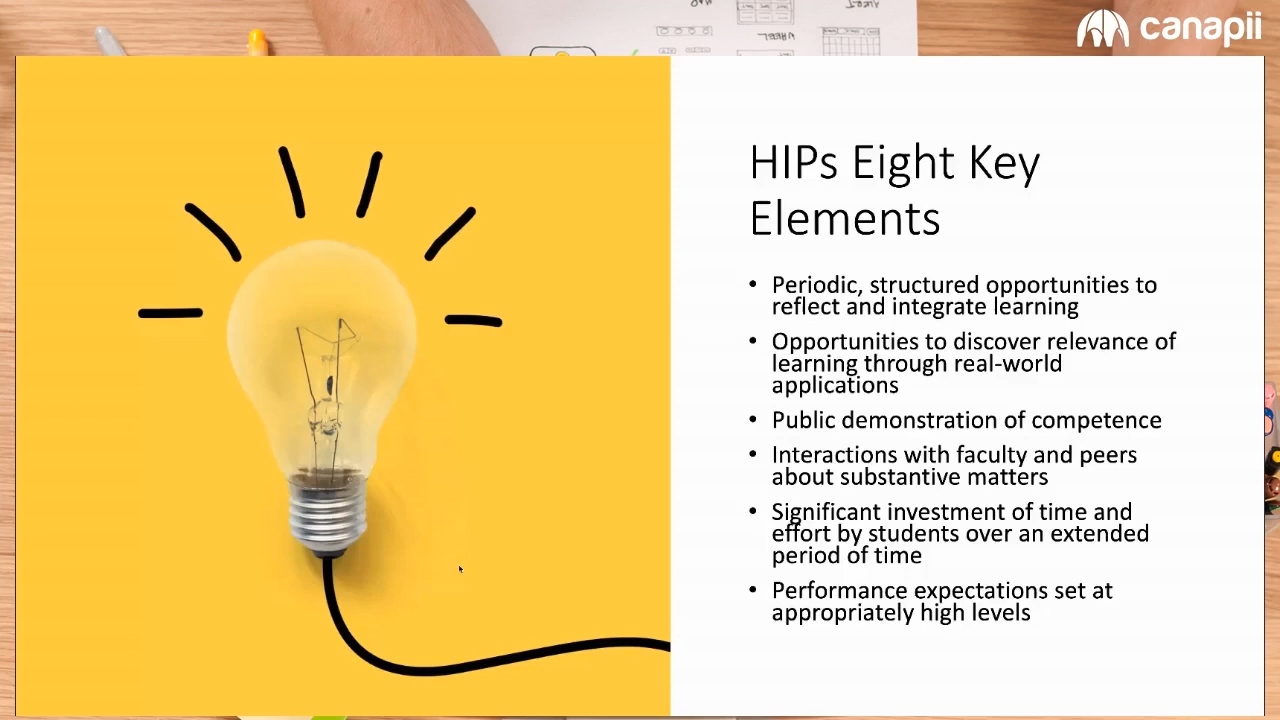 canapii
HIPs Eight Key
Elements
• Periodic, structured opportunities to
reflect and integrate learning
• Opportunities to discover relevance of
learning through real-world
applications
• Public demonstration of competence
• Interactions with faculty and peers
about substantive matters
• Significant investment of time and
effort by students over an extended
period of time
• Performance expectations set at
appropriately high levels